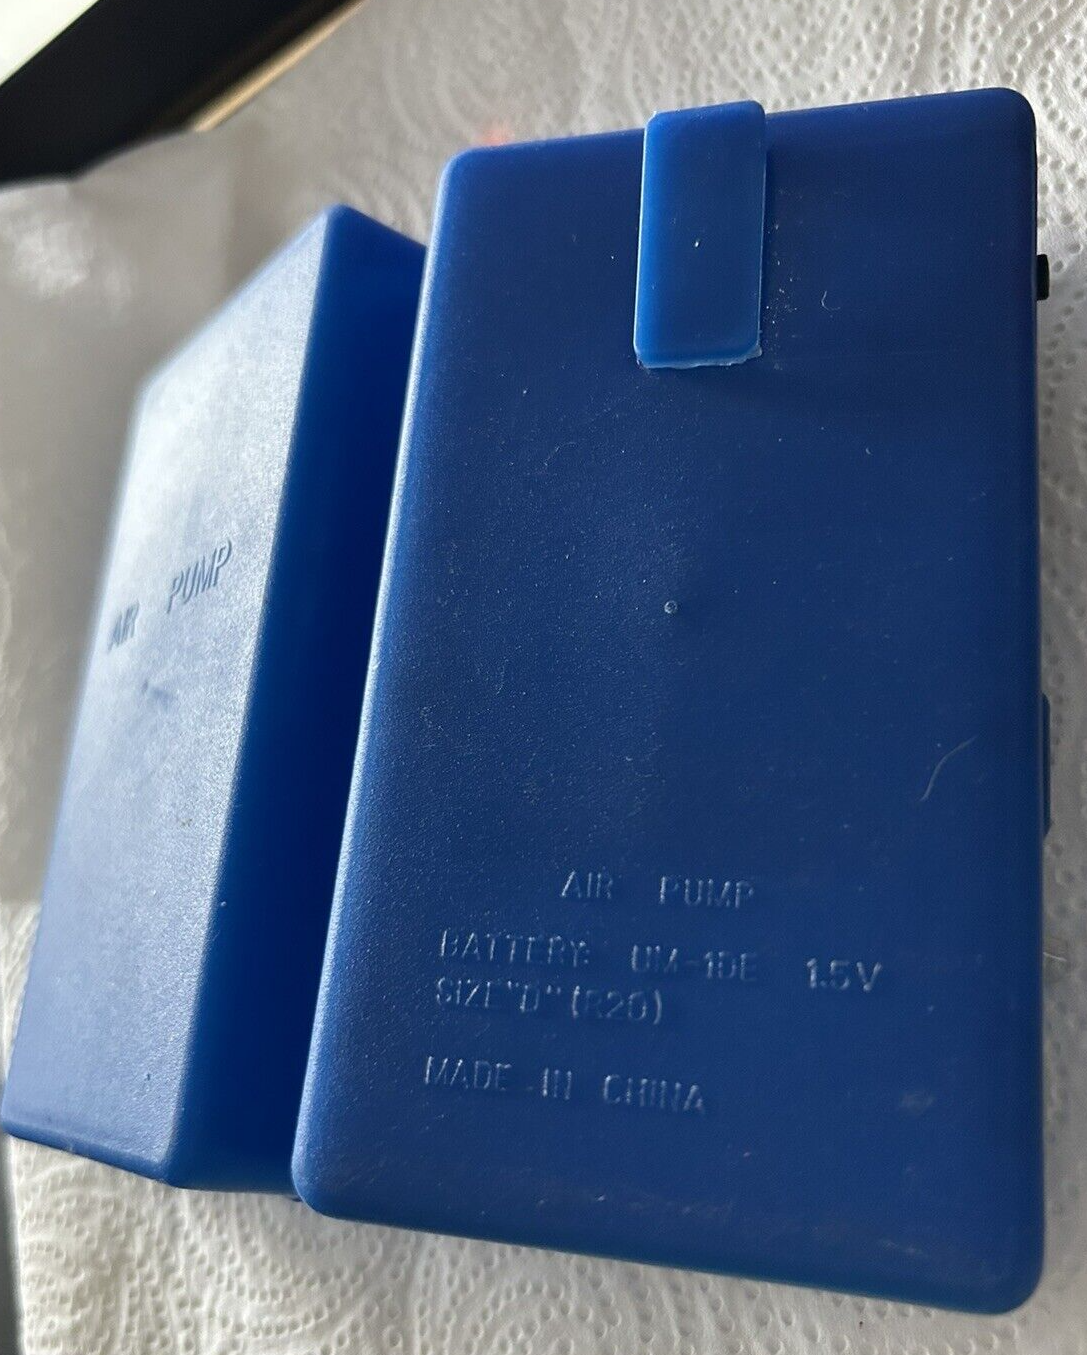 AIR PUMP
AIR PUMP
BATTERY: UM-1DE 1.5V
SIZE"D"(R20)
MADE IN CHINA